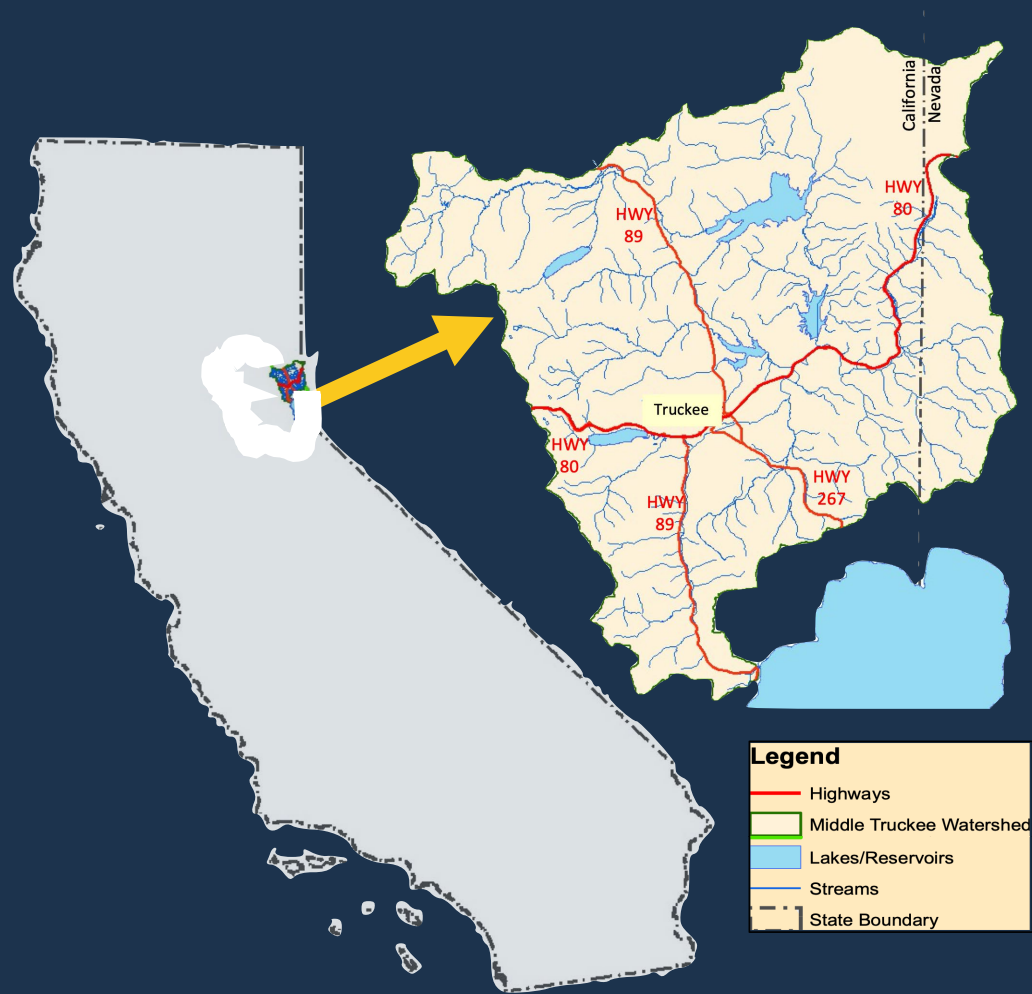 California
Nevada
HWY
80
HWY
89
Truckee
HWY
80
HWY
267
HWY
89
Legend
Highways
Middle Truckee Watershed
Lakes/Reservoirs
Streams
State Boundary